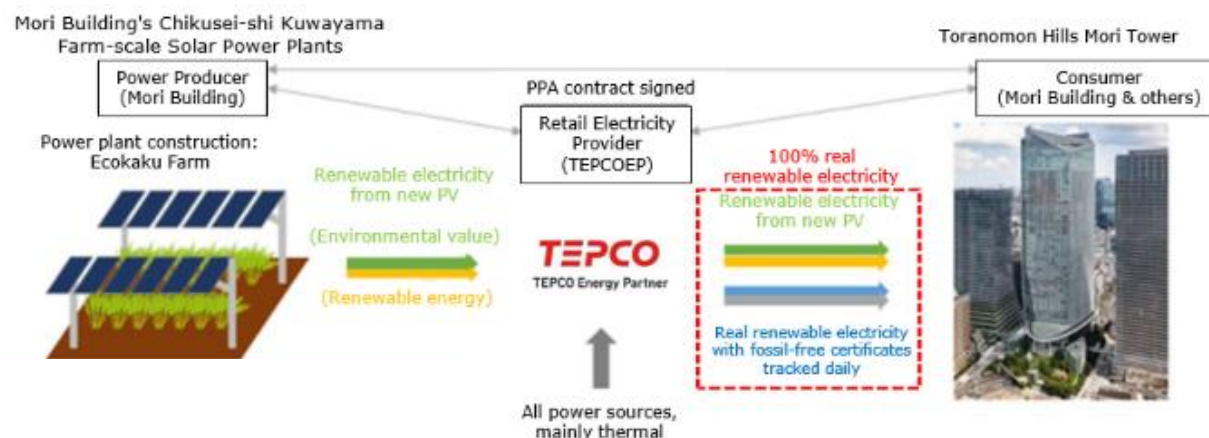 Mori Building's Chikusei-shi Kuwayama
Farm-scale Solar Power Plants
Power Producer
(Mori Building)
Power plant construction:
Ecokaku Farm
Renewable electricity
from new PV
(Environmental value)
(Renewable energy)
PPA contract signed
Retail Electricity
Provider
(TEPCOEP)
TEPCO
TEPCO Energy Partner
All power sources,
mainly thermal
100% real
renewable electricity
Renewable electricity
from new PV
Real renewable electricity
with fossil-free certificates
tracked daily
Toranomon Hills Mori Tower
Consumer
(Mori Building & others)